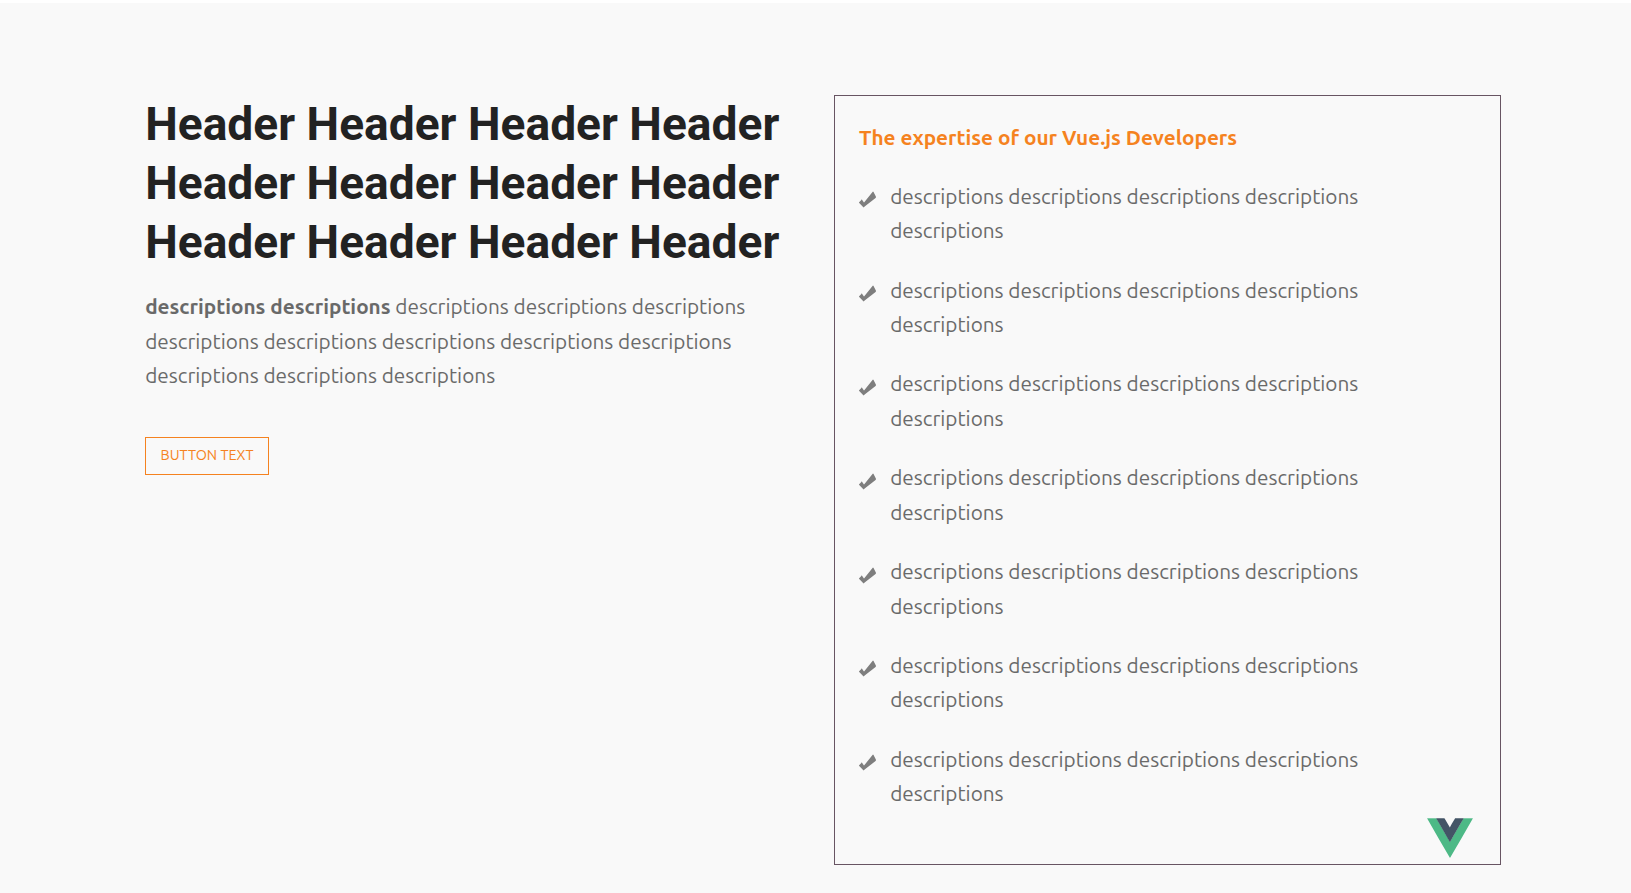 Header Header Header Header
Header Header Header Header
Header Header Header Header
descriptions descriptions descriptions descriptions descriptions
descriptions descriptions descriptions descriptions descriptions
descriptions descriptions descriptions
BUTTON TEXT
The expertise of our Vue.js Developers
descriptions descriptions descriptions descriptions
descriptions
descriptions descriptions descriptions descriptions
descriptions
descriptions descriptions descriptions descriptions
descriptions
descriptions descriptions descriptions descriptions
descriptions
descriptions descriptions descriptions descriptions
descriptions
descriptions descriptions descriptions descriptions
descriptions
descriptions descriptions descriptions descriptions
descriptions